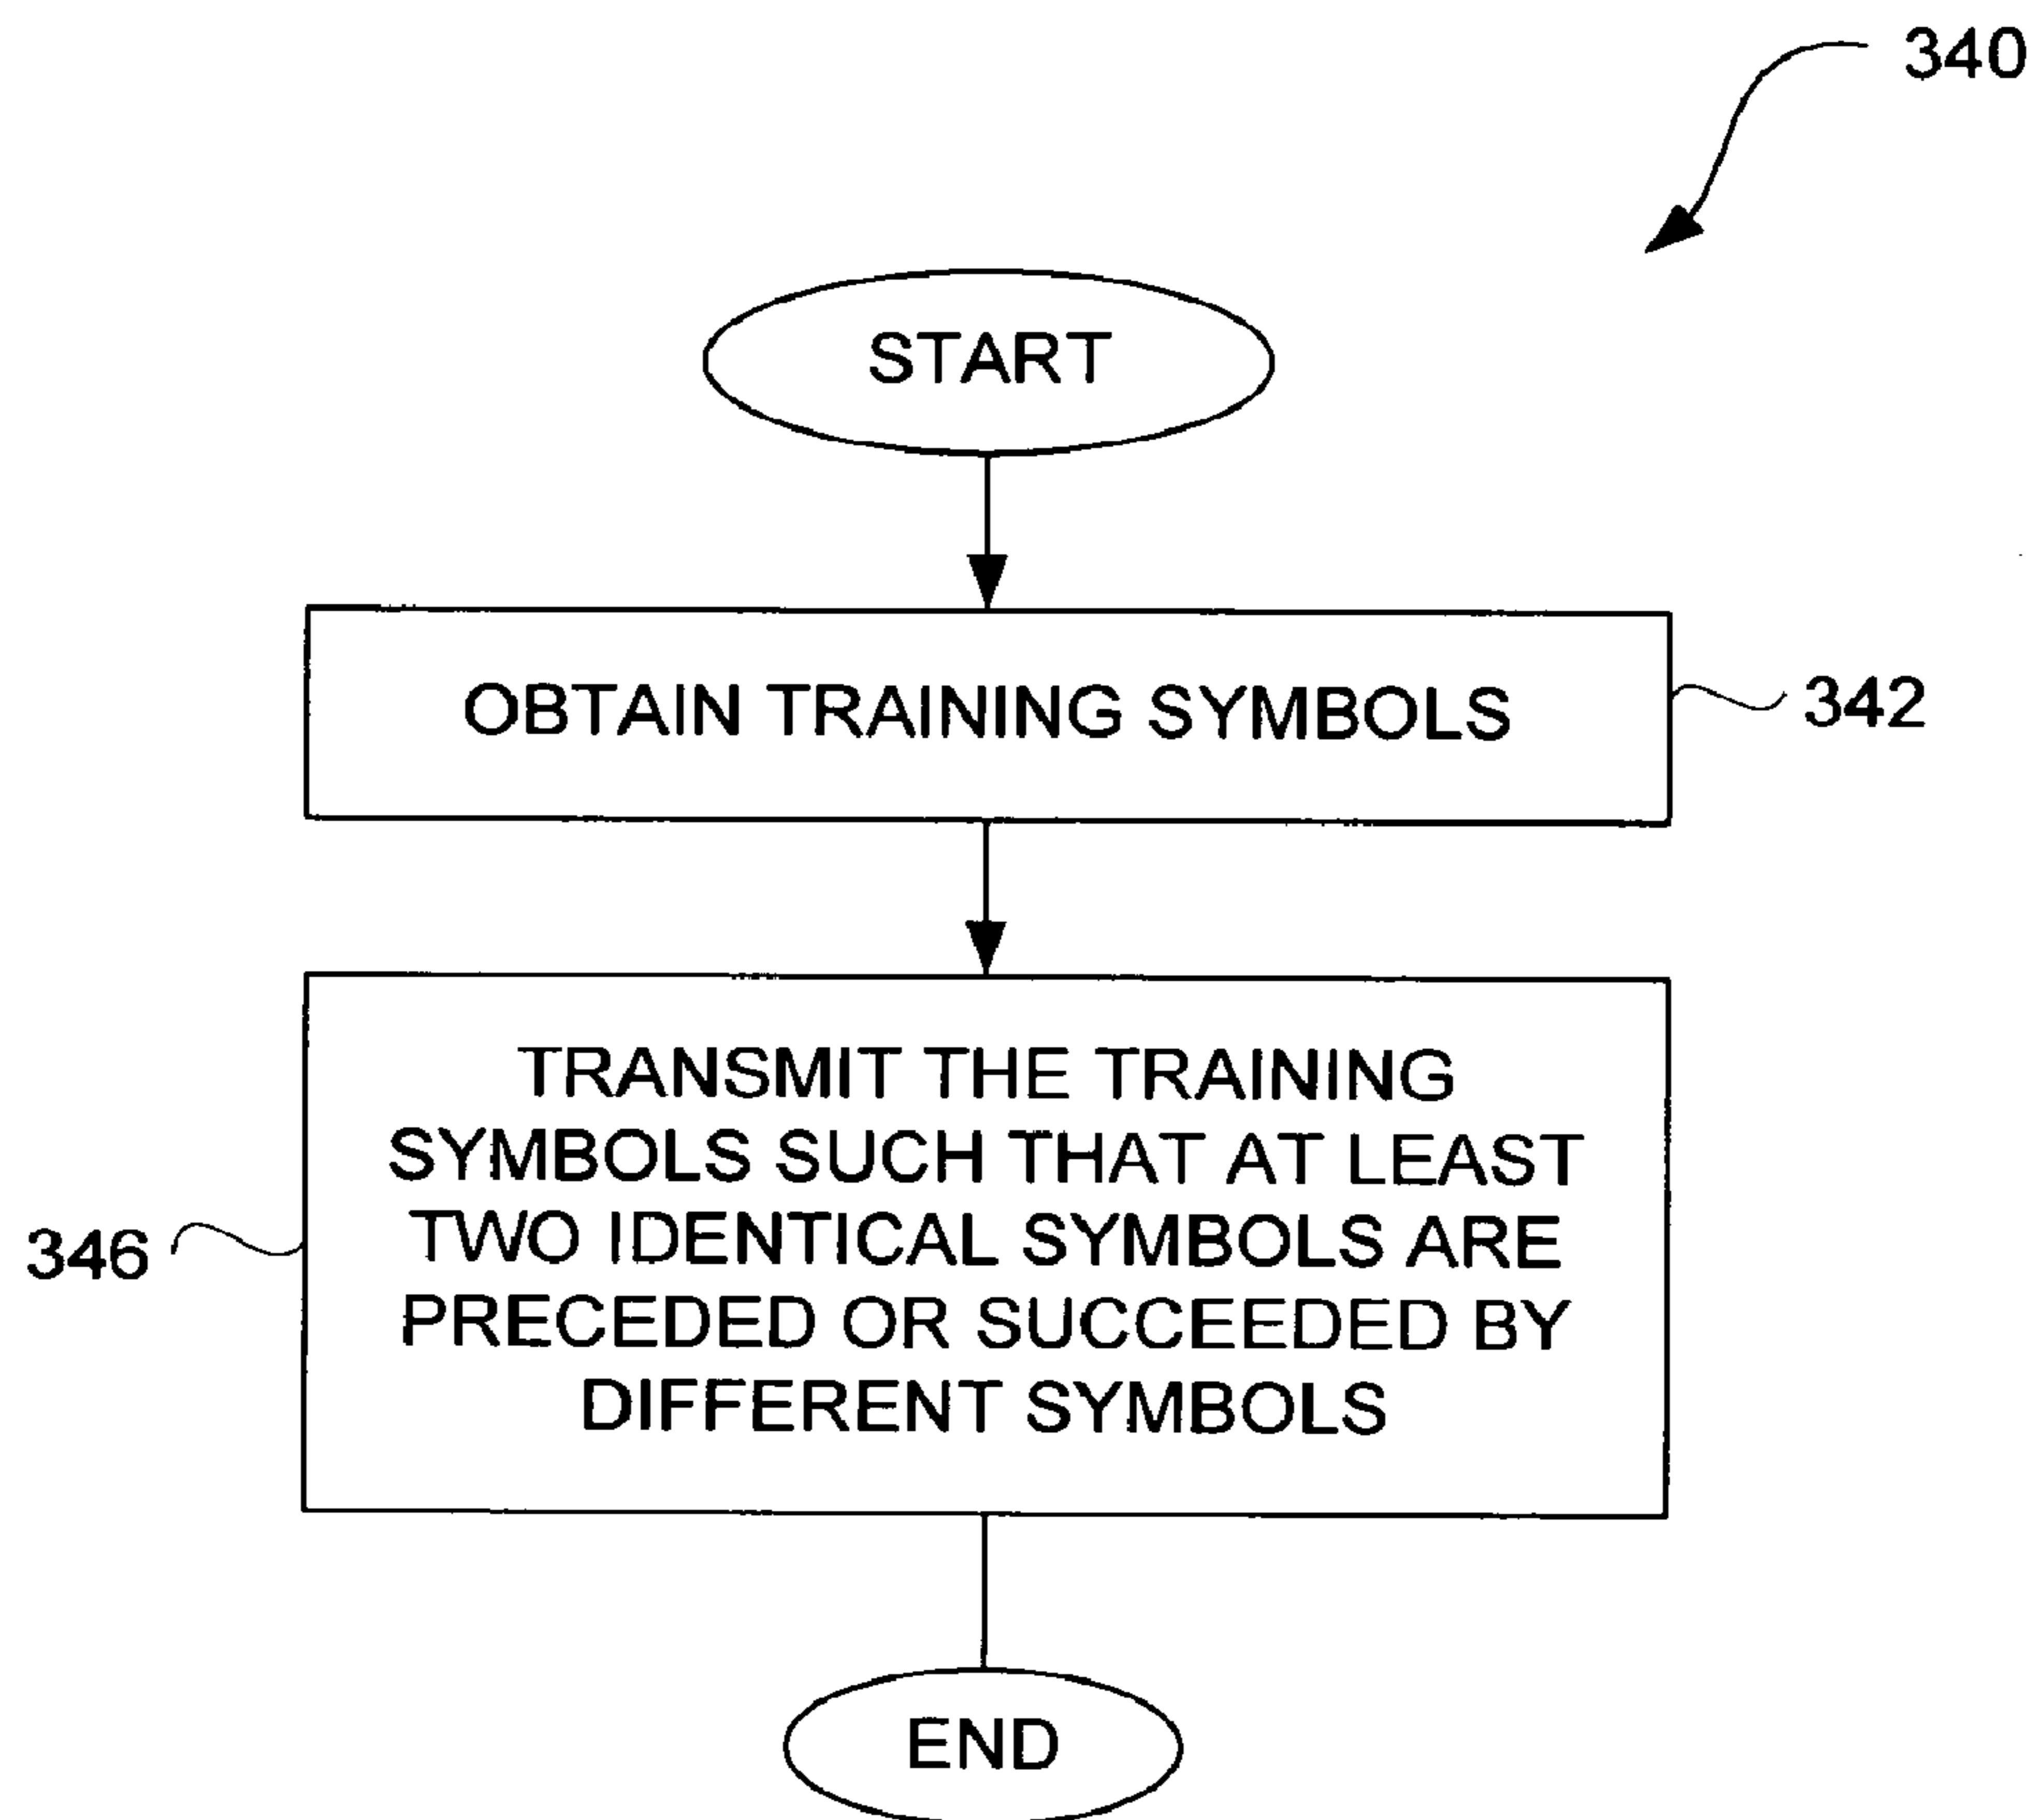 340
START
OBTAIN TRAINING SYMBOLS
342
TRANSMIT THE TRAINING
SYMBOLS SUCH THAT AT LEAST
TWO IDENTICAL SYMBOLS ARE
PRECEDED OR SUCCEEDED BY
DIFFERENT SYMBOLS
346
END